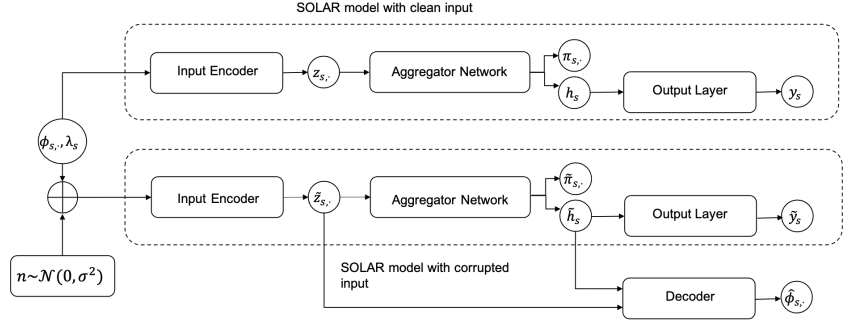 SOLAR model with clean input
Input Encoder
z_{s,·}
Aggregator Network
π_{s,·}
h_s
Output Layer
y_s
ϕ_{s,·}, λ_s
Input Encoder
z̃_{s,·}
Aggregator Network
π̃_{s,·}
h̃_s
Output Layer
ỹ_s
n~𝒩(0, σ²)
SOLAR model with corrupted
input
Decoder
ϕ̂_{s,·}